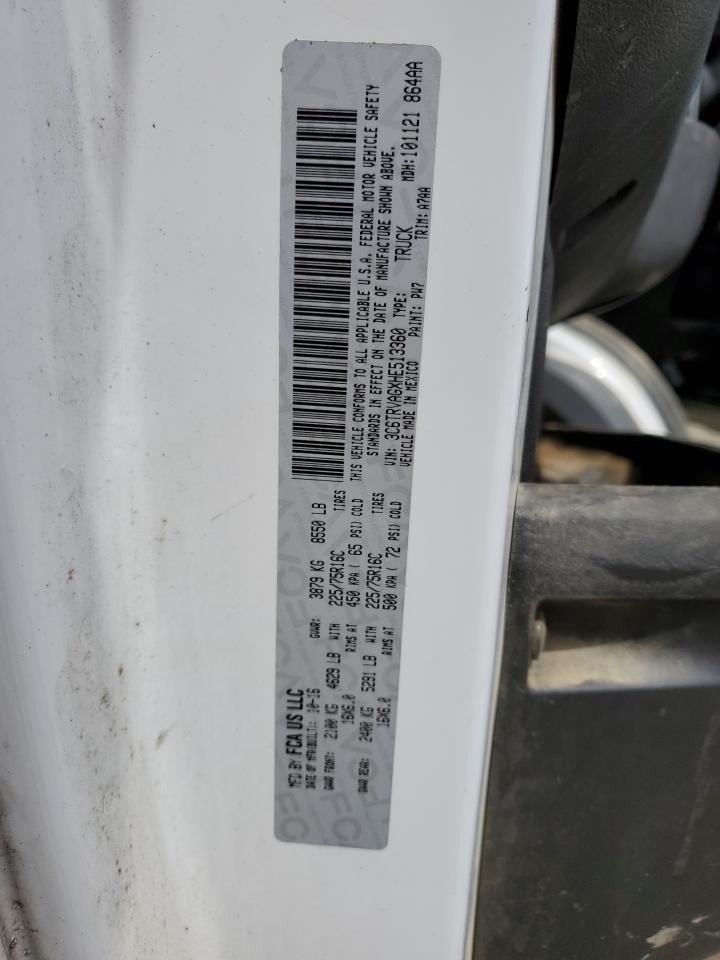 MFD BY FCA US LLC
DATE OF MFR(BUILT): 10-16 GVWR: 3879 KG 8550 LB
GAWR FRONT: 2100 KG 4629 LB WITH 225/75R16C TIRES
16X6.0 RIMS AT 450 KPA ( 65 PSI) COLD
GAWR REAR: 2400 KG 5291 LB WITH 225/75R16C TIRES
16X6.0 RIMS AT 500 KPA ( 72 PSI) COLD
THIS VEHICLE CONFORMS TO ALL APPLICABLE U.S.A. FEDERAL MOTOR VEHICLE SAFETY
STANDARDS IN EFFECT ON THE DATE OF MANUFACTURE SHOWN ABOVE.
VIN: 3C6TRVAGXHE513360 TYPE: TRUCK MDH: 101121 864AA
VEHICLE MADE IN MEXICO PAINT: PW7 TRIM: A7AA